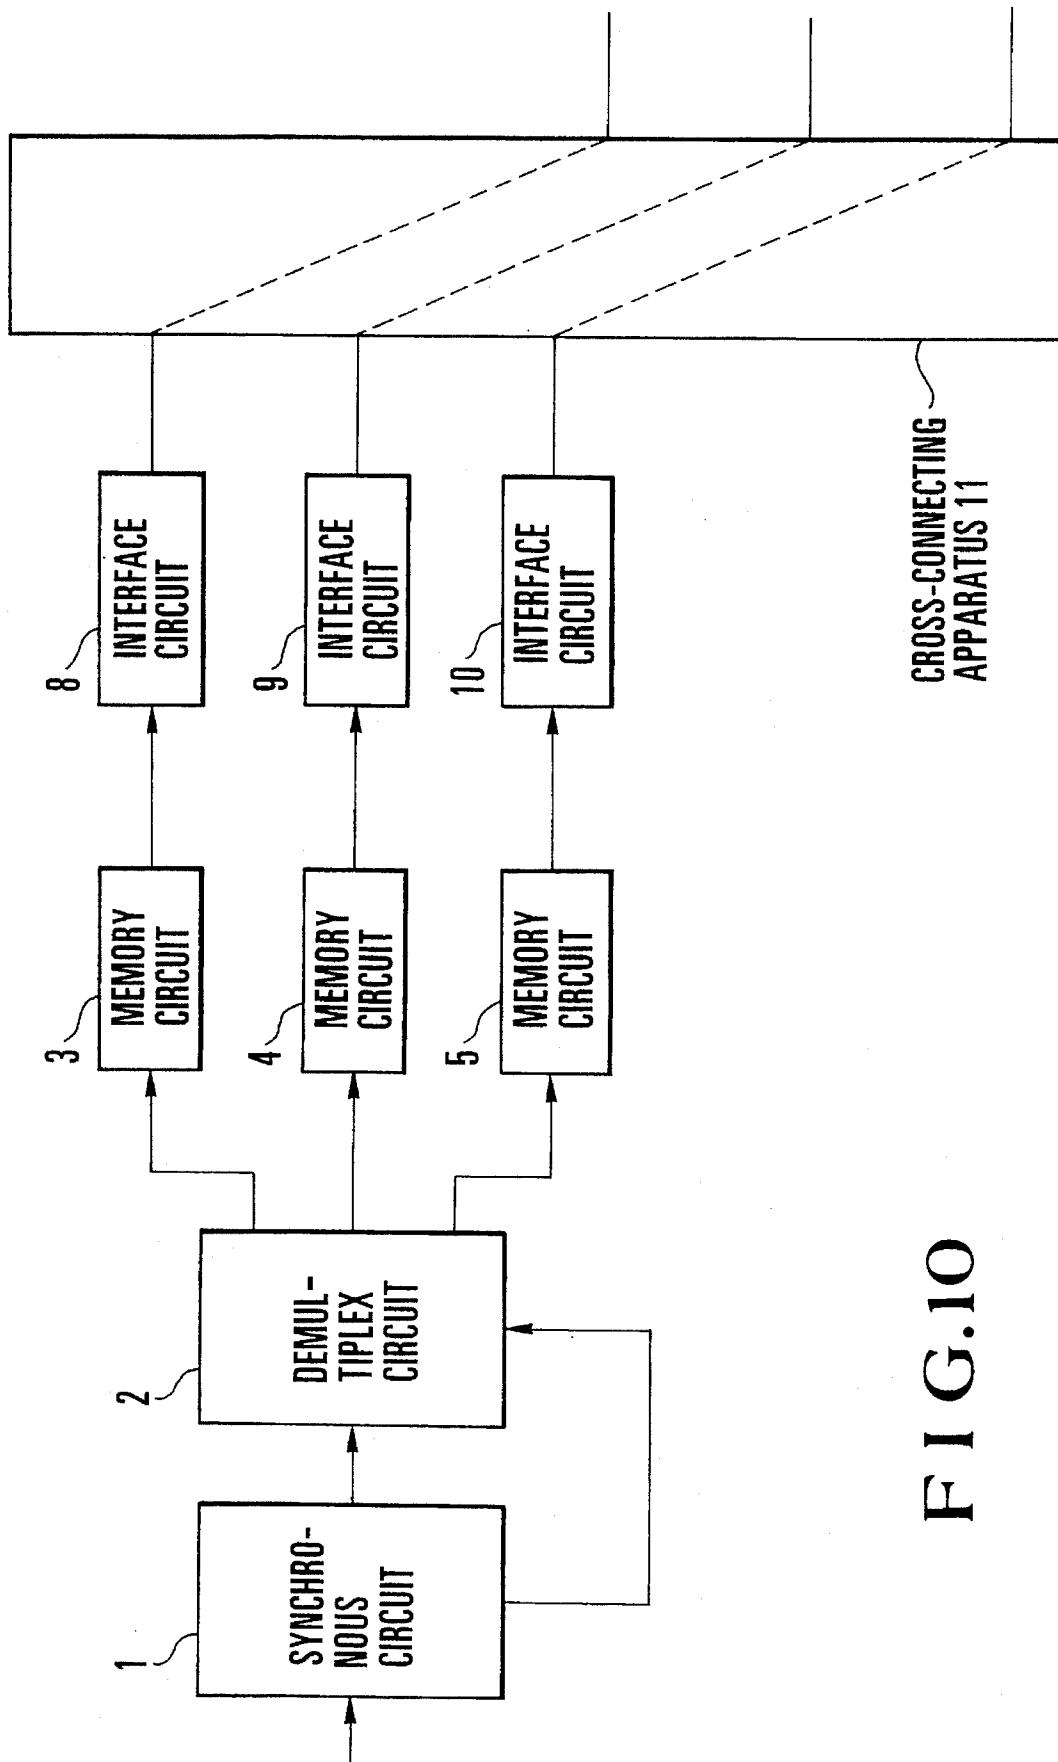 1
SYNCHRO-
NOUS
CIRCUIT
2
DEMUL-
TIPLEX
CIRCUIT
3
MEMORY
CIRCUIT
4
MEMORY
CIRCUIT
5
MEMORY
CIRCUIT
8
INTERFACE
CIRCUIT
9
INTERFACE
CIRCUIT
10
INTERFACE
CIRCUIT
CROSS-CONNECTING
APPARATUS 11
FIG.10